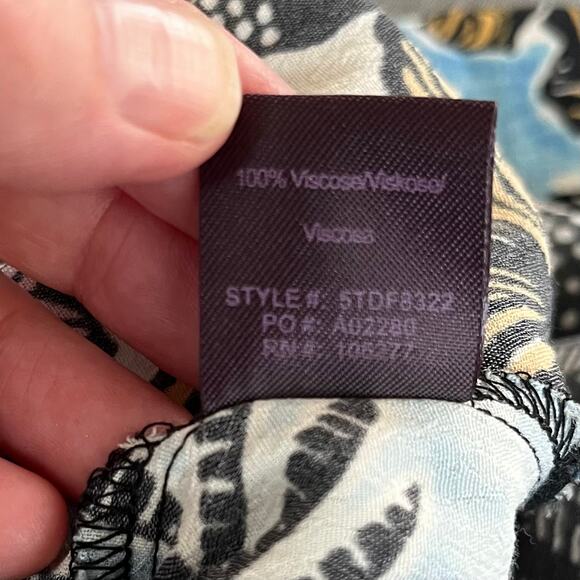 100% Viscose/Viskose/
Viscosa
STYLE #: 5TDF8322
PO #: A02280
RN #: 106277